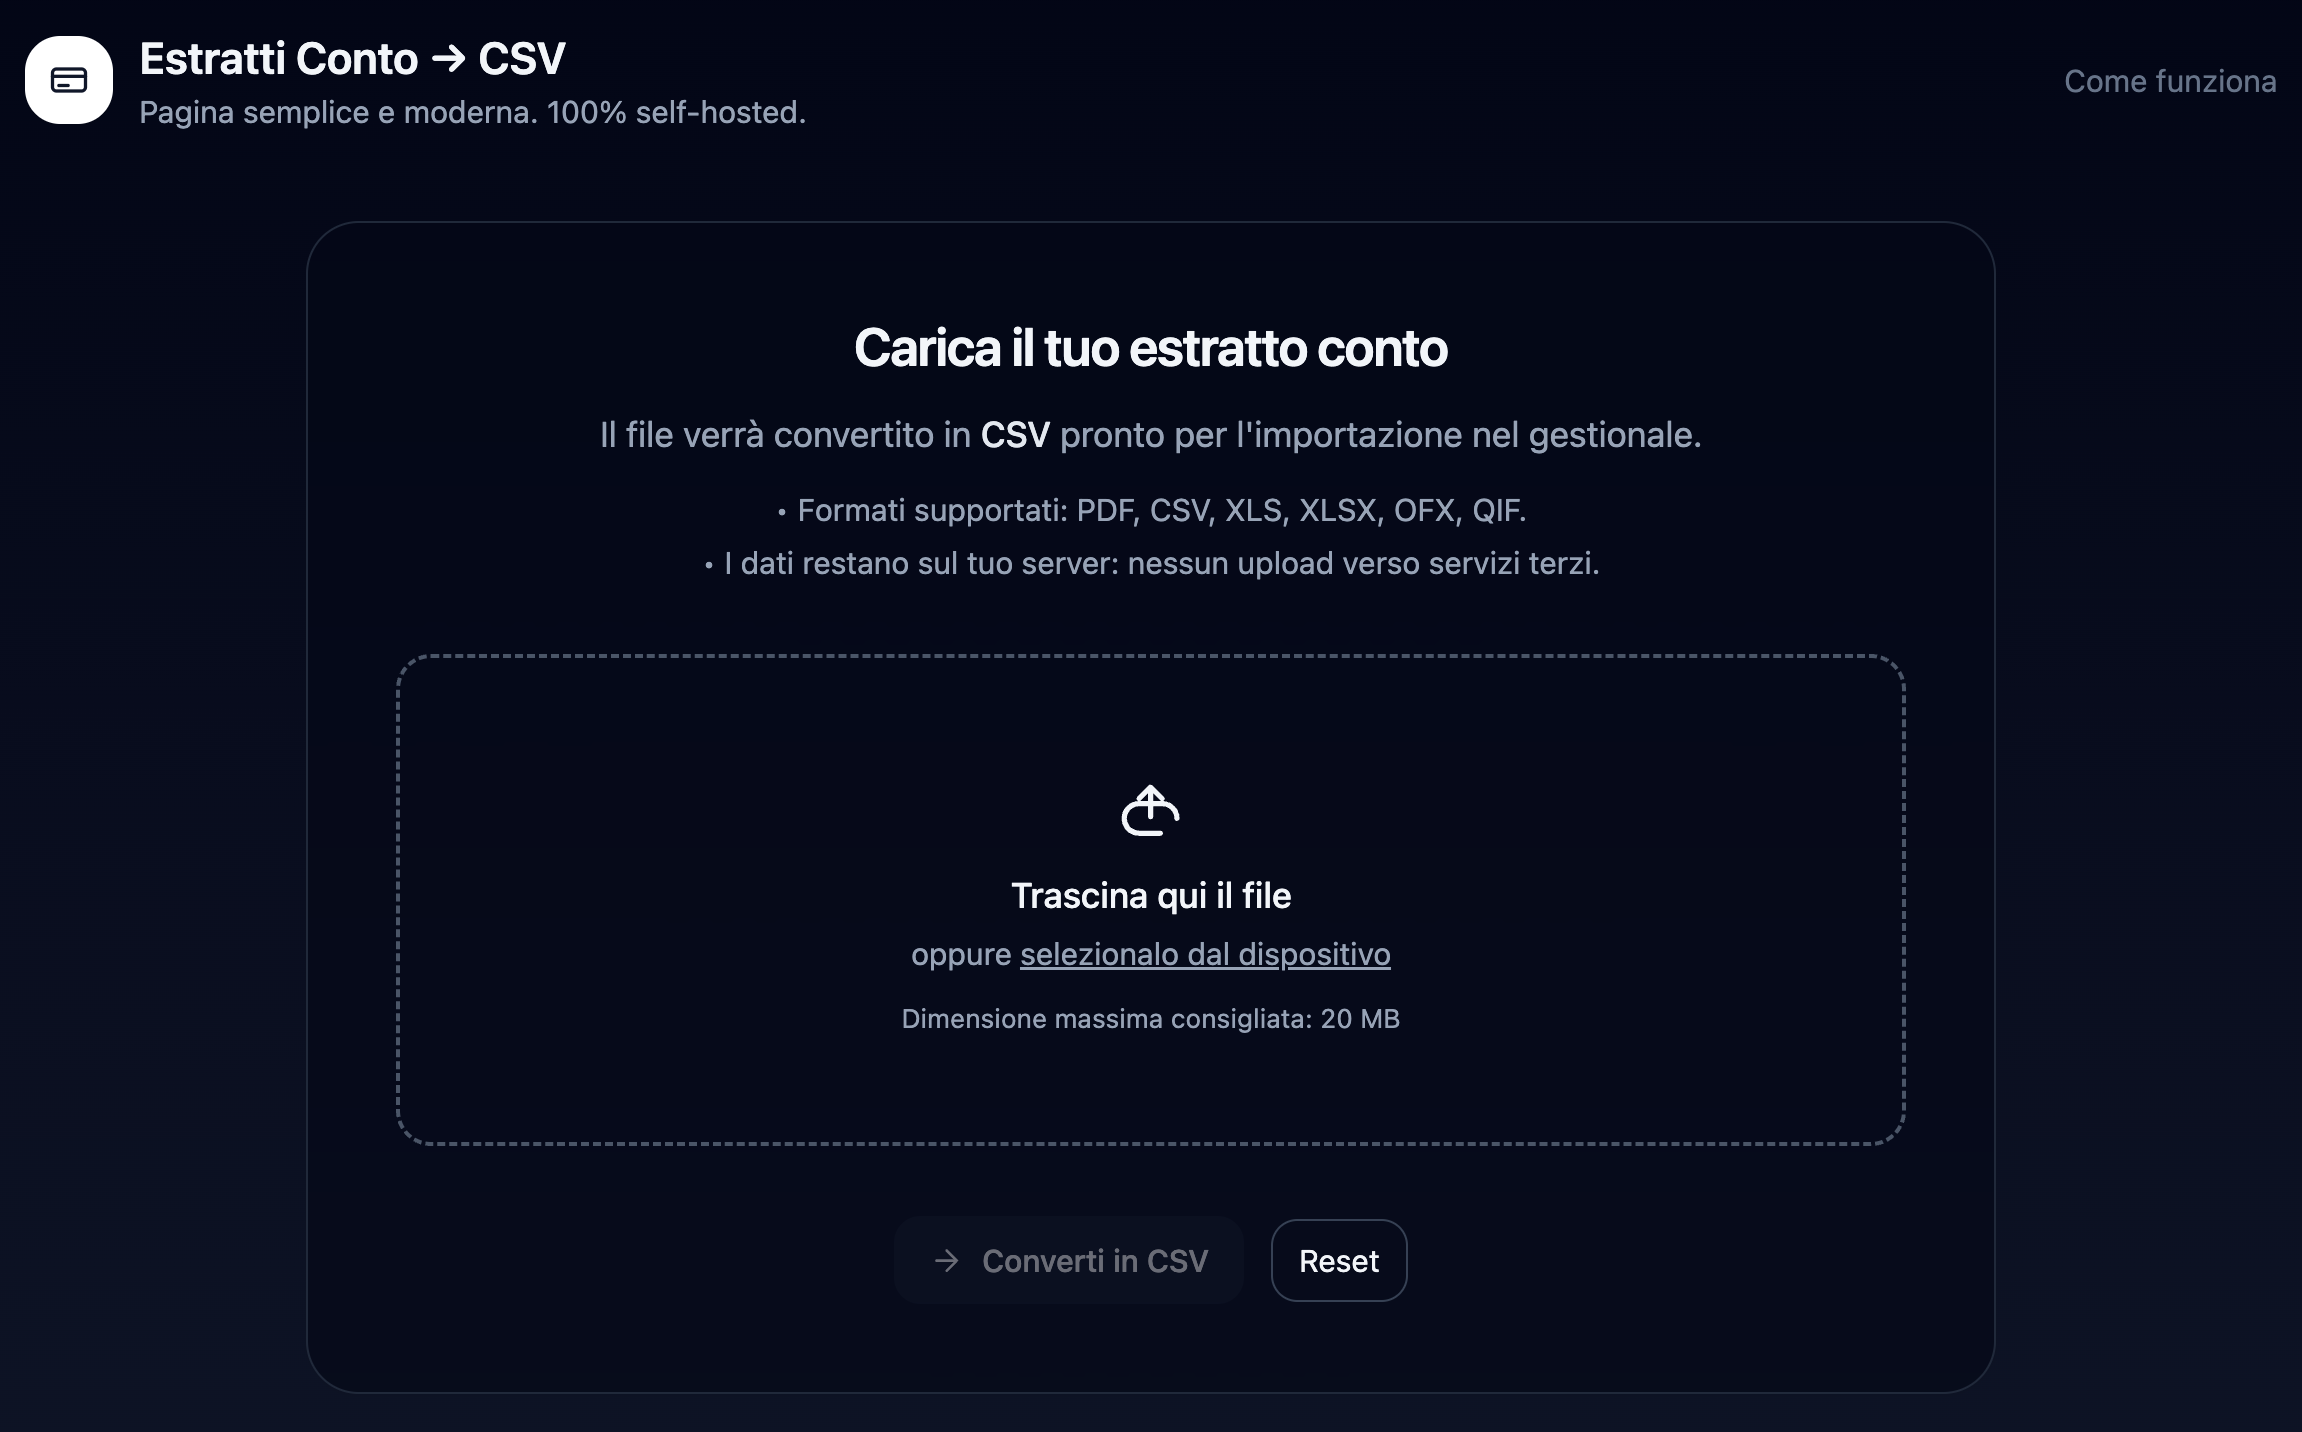 Estratti Conto → CSV
Pagina semplice e moderna. 100% self-hosted.
Come funziona
Carica il tuo estratto conto
Il file verrà convertito in CSV pronto per l'importazione nel gestionale.
• Formati supportati: PDF, CSV, XLS, XLSX, OFX, QIF.
• I dati restano sul tuo server: nessun upload verso servizi terzi.
Trascina qui il file
oppure selezionalo dal dispositivo
Dimensione massima consigliata: 20 MB
→ Converti in CSV
Reset